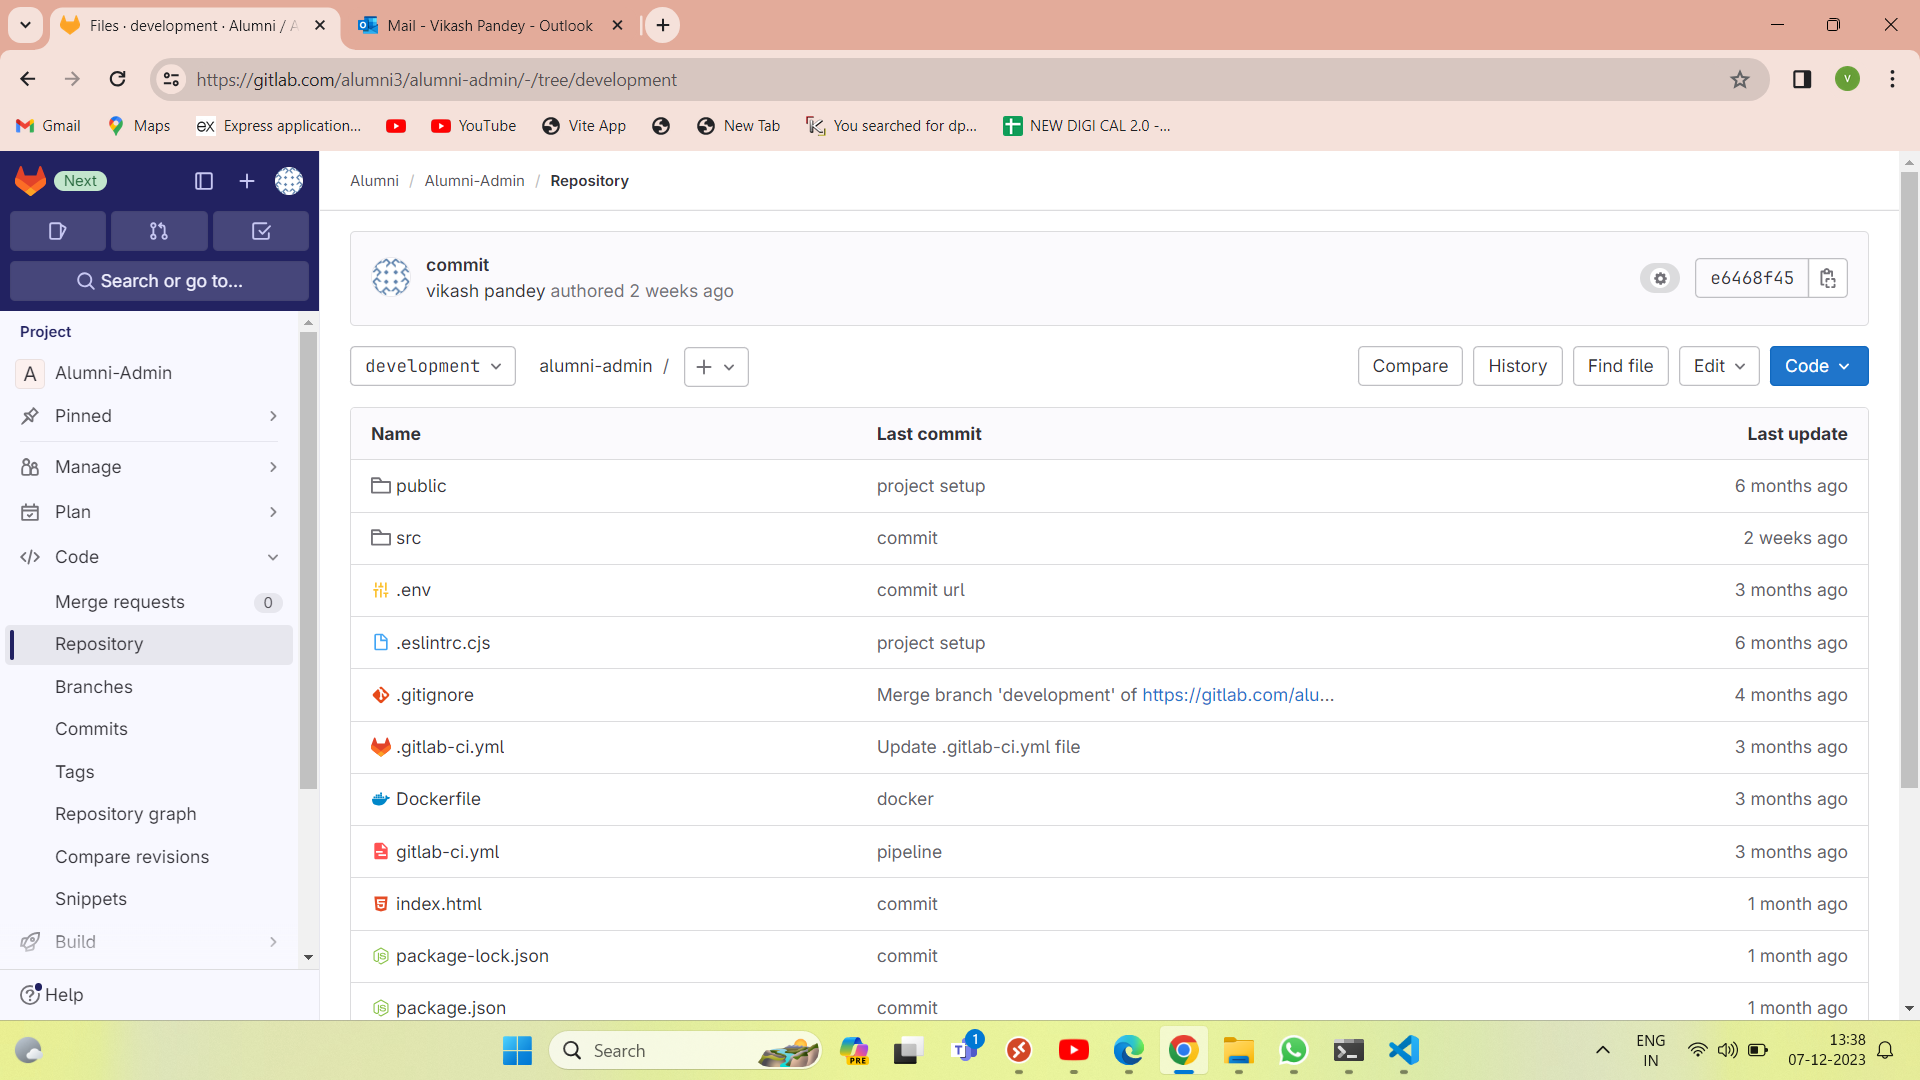 Files · development · Alumni / A
Mail - Vikash Pandey - Outlook
https://gitlab.com/alumni3/alumni-admin/-/tree/development
V
Gmail
Maps
ex
Express application...
YouTube
Vite App
New Tab
You searched for dp...
NEW DIGI CAL 2.0 -...
Next
Search or go to...
Project
A
Alumni-Admin
Pinned
Manage
Plan
Code
Merge requests
0
Repository
Branches
Commits
Tags
Repository graph
Compare revisions
Snippets
Build
Help
Alumni / Alumni-Admin / Repository
commit
vikash pandey authored 2 weeks ago
e6468f45
development
alumni-admin /
Compare
History
Find file
Edit
Code
Name Last commit Last update
public project setup 6 months ago
src commit 2 weeks ago
.env commit url 3 months ago
.eslintrc.cjs project setup 6 months ago
.gitignore Merge branch 'development' of https://gitlab.com/alu... 4 months ago
.gitlab-ci.yml Update .gitlab-ci.yml file 3 months ago
Dockerfile docker 3 months ago
gitlab-ci.yml pipeline 3 months ago
index.html commit 1 month ago
package-lock.json commit 1 month ago
package.json commit 1 month ago
Search
PRE
T
1
ENG
IN
13:38
07-12-2023